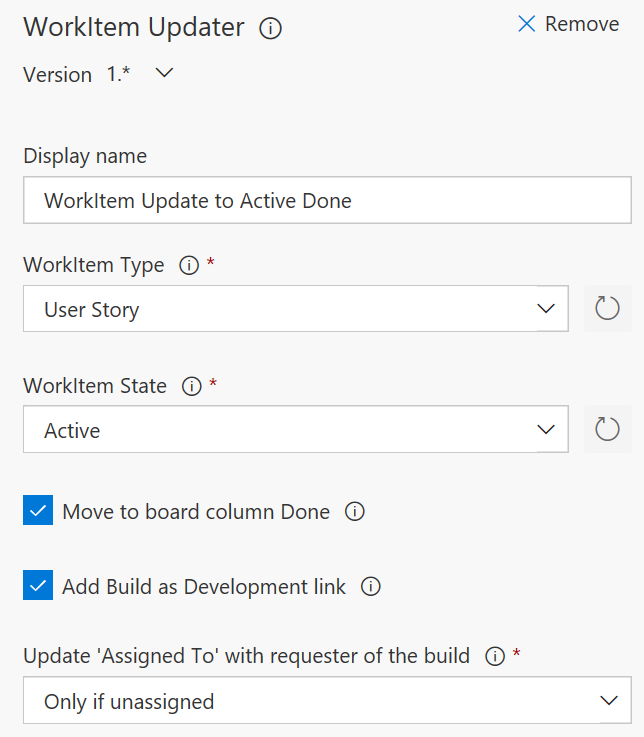 WorkItem Updater
Remove
Version 1.*
Display name
WorkItem Update to Active Done
WorkItem Type *
User Story
WorkItem State *
Active
Move to board column Done
Add Build as Development link
Update 'Assigned To' with requester of the build *
Only if unassigned